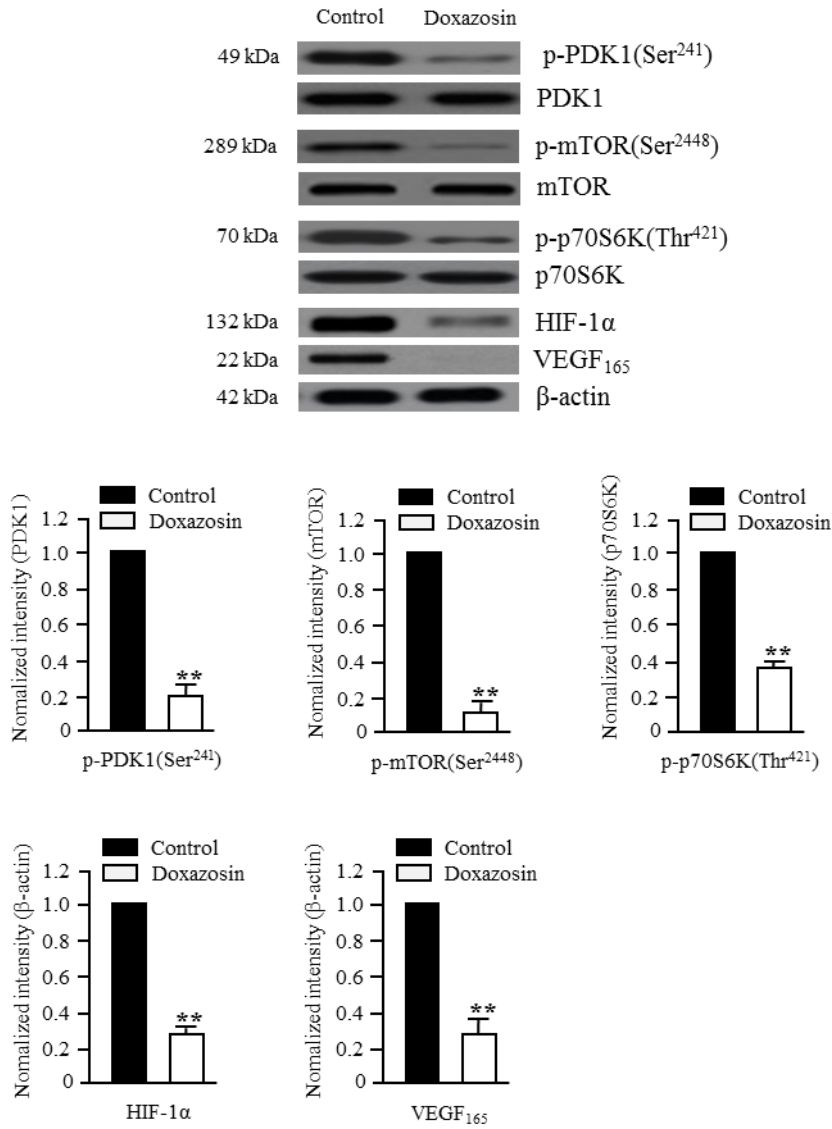 Control Doxazosin
49 kDa p-PDK1(Ser²⁴¹)
PDK1
289 kDa p-mTOR(Ser²⁴⁴⁸)
mTOR
70 kDa p-p70S6K(Thr⁴²¹)
p70S6K
132 kDa HIF-1α
22 kDa VEGF₁₆₅
42 kDa β-actin
Nomalized intensity (PDK1)
Control
Doxazosin
1.2
1.0
0.8
0.6
0.4
0.2
0
**
p-PDK1(Ser²⁴¹)
Nomalized intensity (mTOR)
Control
Doxazosin
1.2
1.0
0.8
0.6
0.4
0.2
0
**
p-mTOR(Ser²⁴⁴⁸)
Nomalized intensity (p70S6K)
Control
Doxazosin
1.2
1.0
0.8
0.6
0.4
0.2
0
**
p-p70S6K(Thr⁴²¹)
Nomalized intensity (β-actin)
Control
Doxazosin
1.2
1.0
0.8
0.6
0.4
0.2
0
**
HIF-1α
Nomalized intensity (β-actin)
Control
Doxazosin
1.2
1.0
0.8
0.6
0.4
0.2
0
**
VEGF₁₆₅